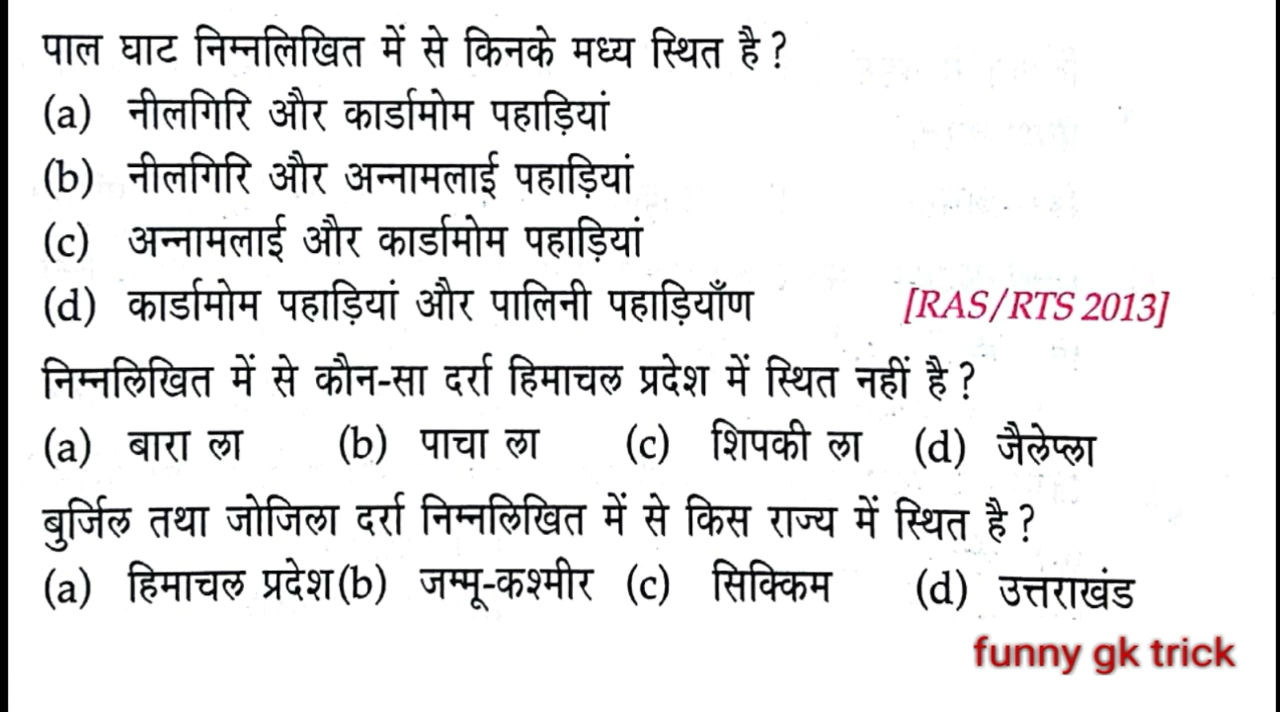 पाल घाट निम्नलिखित में से किनके मध्य स्थित है ?
(a) नीलगिरि और कार्डामोम पहाड़ियां
(b) नीलगिरि और अन्नामलाई पहाड़ियां
(c) अन्नामलाई और कार्डामोम पहाड़ियां
(d) कार्डामोम पहाड़ियां और पालिनी पहाड़ियाँण [RAS/RTS 2013]
निम्नलिखित में से कौन-सा दर्रा हिमाचल प्रदेश में स्थित नहीं है ?
(a) बारा ला (b) पाचा ला (c) शिपकी ला (d) जैलेप्ला
बुर्जिल तथा जोजिला दर्रा निम्नलिखित में से किस राज्य में स्थित है ?
(a) हिमाचल प्रदेश (b) जम्मू-कश्मीर (c) सिक्किम (d) उत्तराखंड
funny gk trick